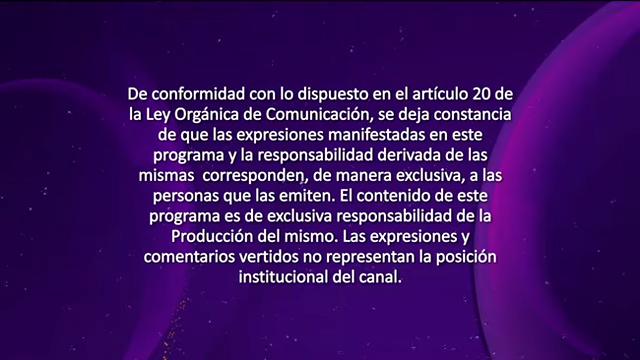 De conformidad con lo dispuesto en el artículo 20 de
la Ley Orgánica de Comunicación, se deja constancia
de que las expresiones manifestadas en este
programa y la responsabilidad derivada de las
mismas  corresponden, de manera exclusiva, a las
personas que las emiten. El contenido de este
programa es de exclusiva responsabilidad de la
Producción del mismo. Las expresiones y
comentarios vertidos no representan la posición
institucional del canal.